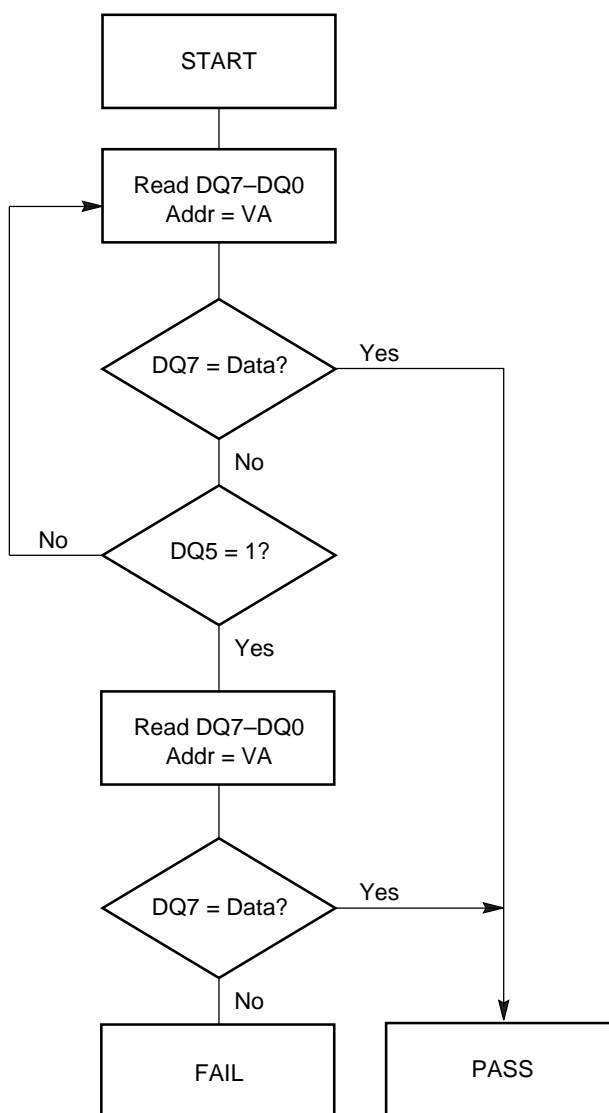 START
Read DQ7–DQ0
Addr = VA
DQ7 = Data?
Yes
No
No
DQ5 = 1?
Yes
Read DQ7–DQ0
Addr = VA
DQ7 = Data?
Yes
No
FAIL
PASS